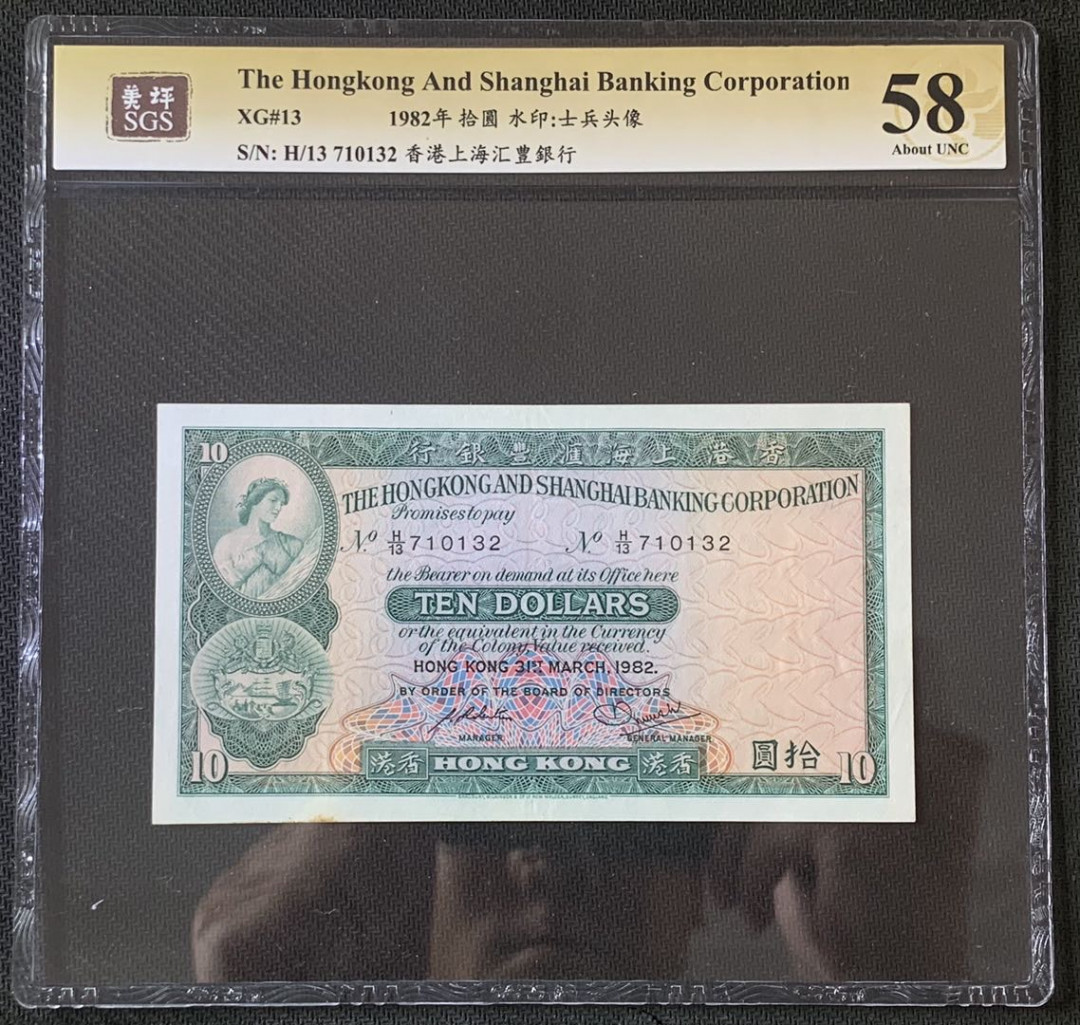 The Hongkong And Shanghai Banking Corporation
美评
SGS
XG#13 1982年 拾圓 水印:士兵头像
S/N: H/13 710132 香港上海汇豐銀行
58
About UNC
10
行銀豐滙海上港香
THE HONGKONG AND SHANGHAI BANKING CORPORATION
Promises to pay
No H/13 710132 No H/13 710132
the Bearer on demand at its Office here
TEN DOLLARS
or the equivalent in the Currency
of the Colony, Value received.
HONG KONG 31ST MARCH, 1982.
BY ORDER OF THE BOARD OF DIRECTORS
MANAGER GENERAL MANAGER
10 港香 HONG KONG 港香 圓拾 10